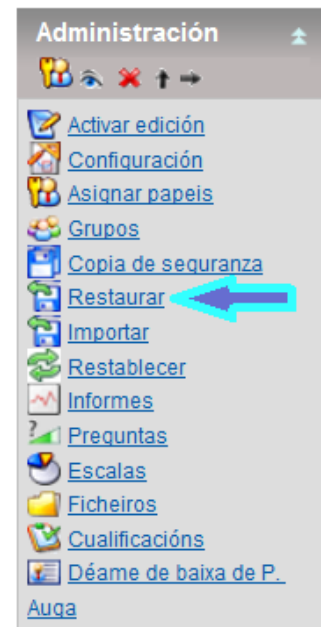 Administración
Activar edición
Configuración
Asignar papeis
Grupos
Copia de seguranza
Restaurar
Importar
Restablecer
Informes
Preguntas
Escalas
Ficheiros
Cualificacións
Déame de baixa de P.
Auga